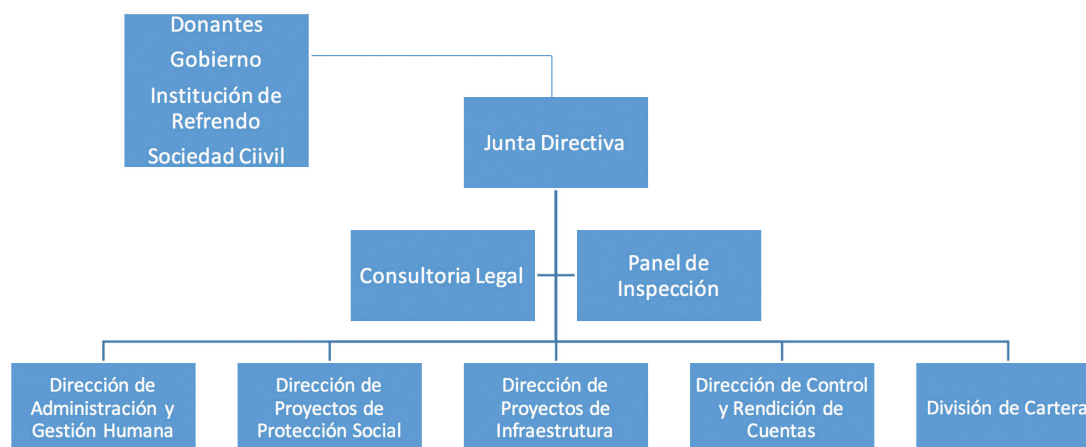 Donantes
Gobierno
Institución de
Refrendo
Sociedad Ciivil
Junta Directiva
Consultoria Legal
Panel de
Inspección
Dirección de
Administración y
Gestión Humana
Dirección de
Proyectos de
Protección Social
Dirección de
Proyectos de
Infraestrutura
Dirección de Control
y Rendición de
Cuentas
División de Cartera